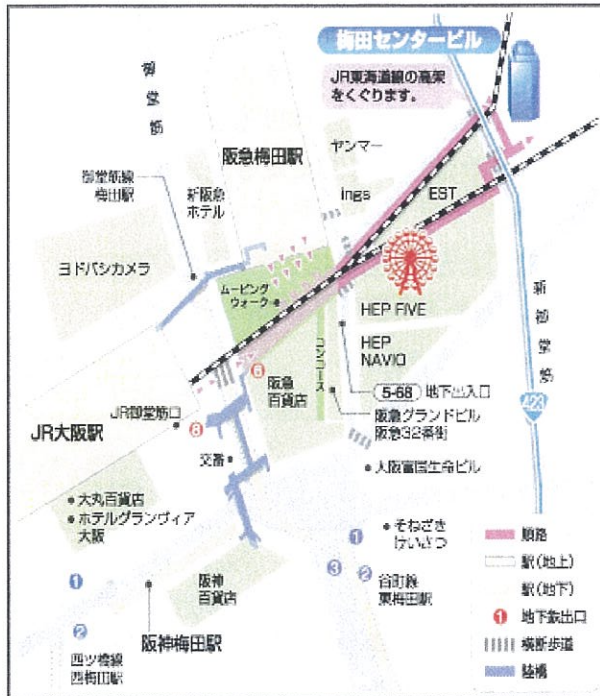 梅田センタービル
JR東海道線の高架
をくぐります。
御堂筋
阪急梅田駅
ヤンマー
御堂筋線
梅田駅
新阪急
ホテル
ings
EST
ヨドバシカメラ
ムービング
ウォーク
HEP FIVE
新御堂筋
HEP
NAVIO
コンコース
6
阪急
百貨店
5-68 地下出入口
423
JR御堂筋口
阪急グランドビル
阪急32番街
JR大阪駅
8
交番
大阪富国生命ビル
大丸百貨店
ホテルグランヴィア
大阪
1
そねざき
けいさつ
順路
駅(地上)
3
2
谷町線
東梅田駅
駅(地下)
1
阪神
百貨店
1 地下鉄出口
2
阪神梅田駅
横断歩道
四ツ橋線
西梅田駅
陸橋